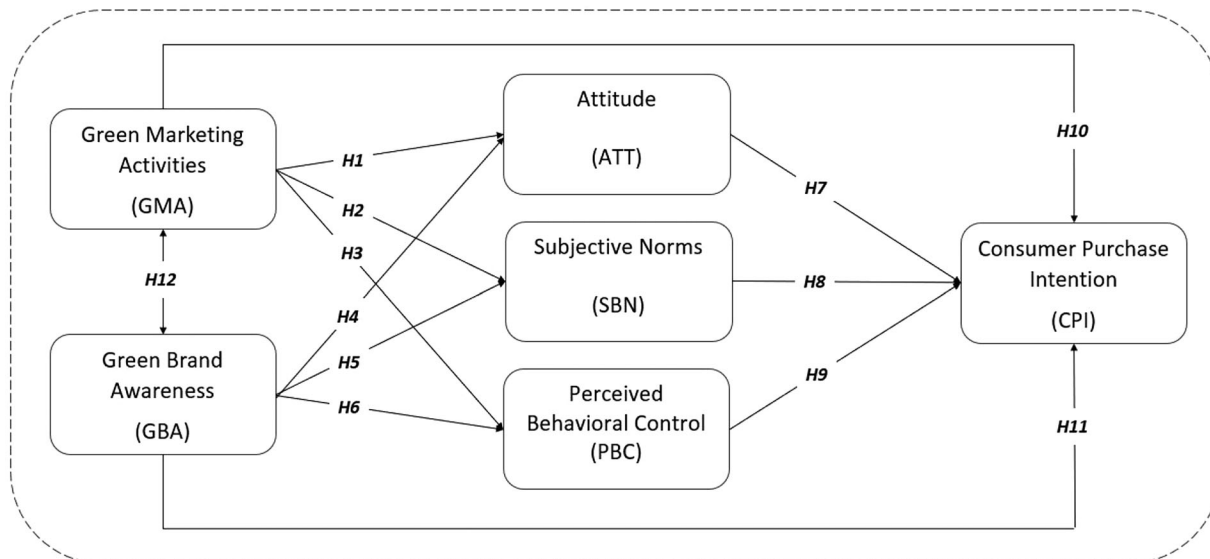 Green Marketing
Activities
(GMA)
H12
Green Brand
Awareness
(GBA)
H1
H2
H3
H4
H5
H6
Attitude
(ATT)
Subjective Norms
(SBN)
Perceived
Behavioral Control
(PBC)
H7
H8
H9
H10
Consumer Purchase
Intention
(CPI)
H11